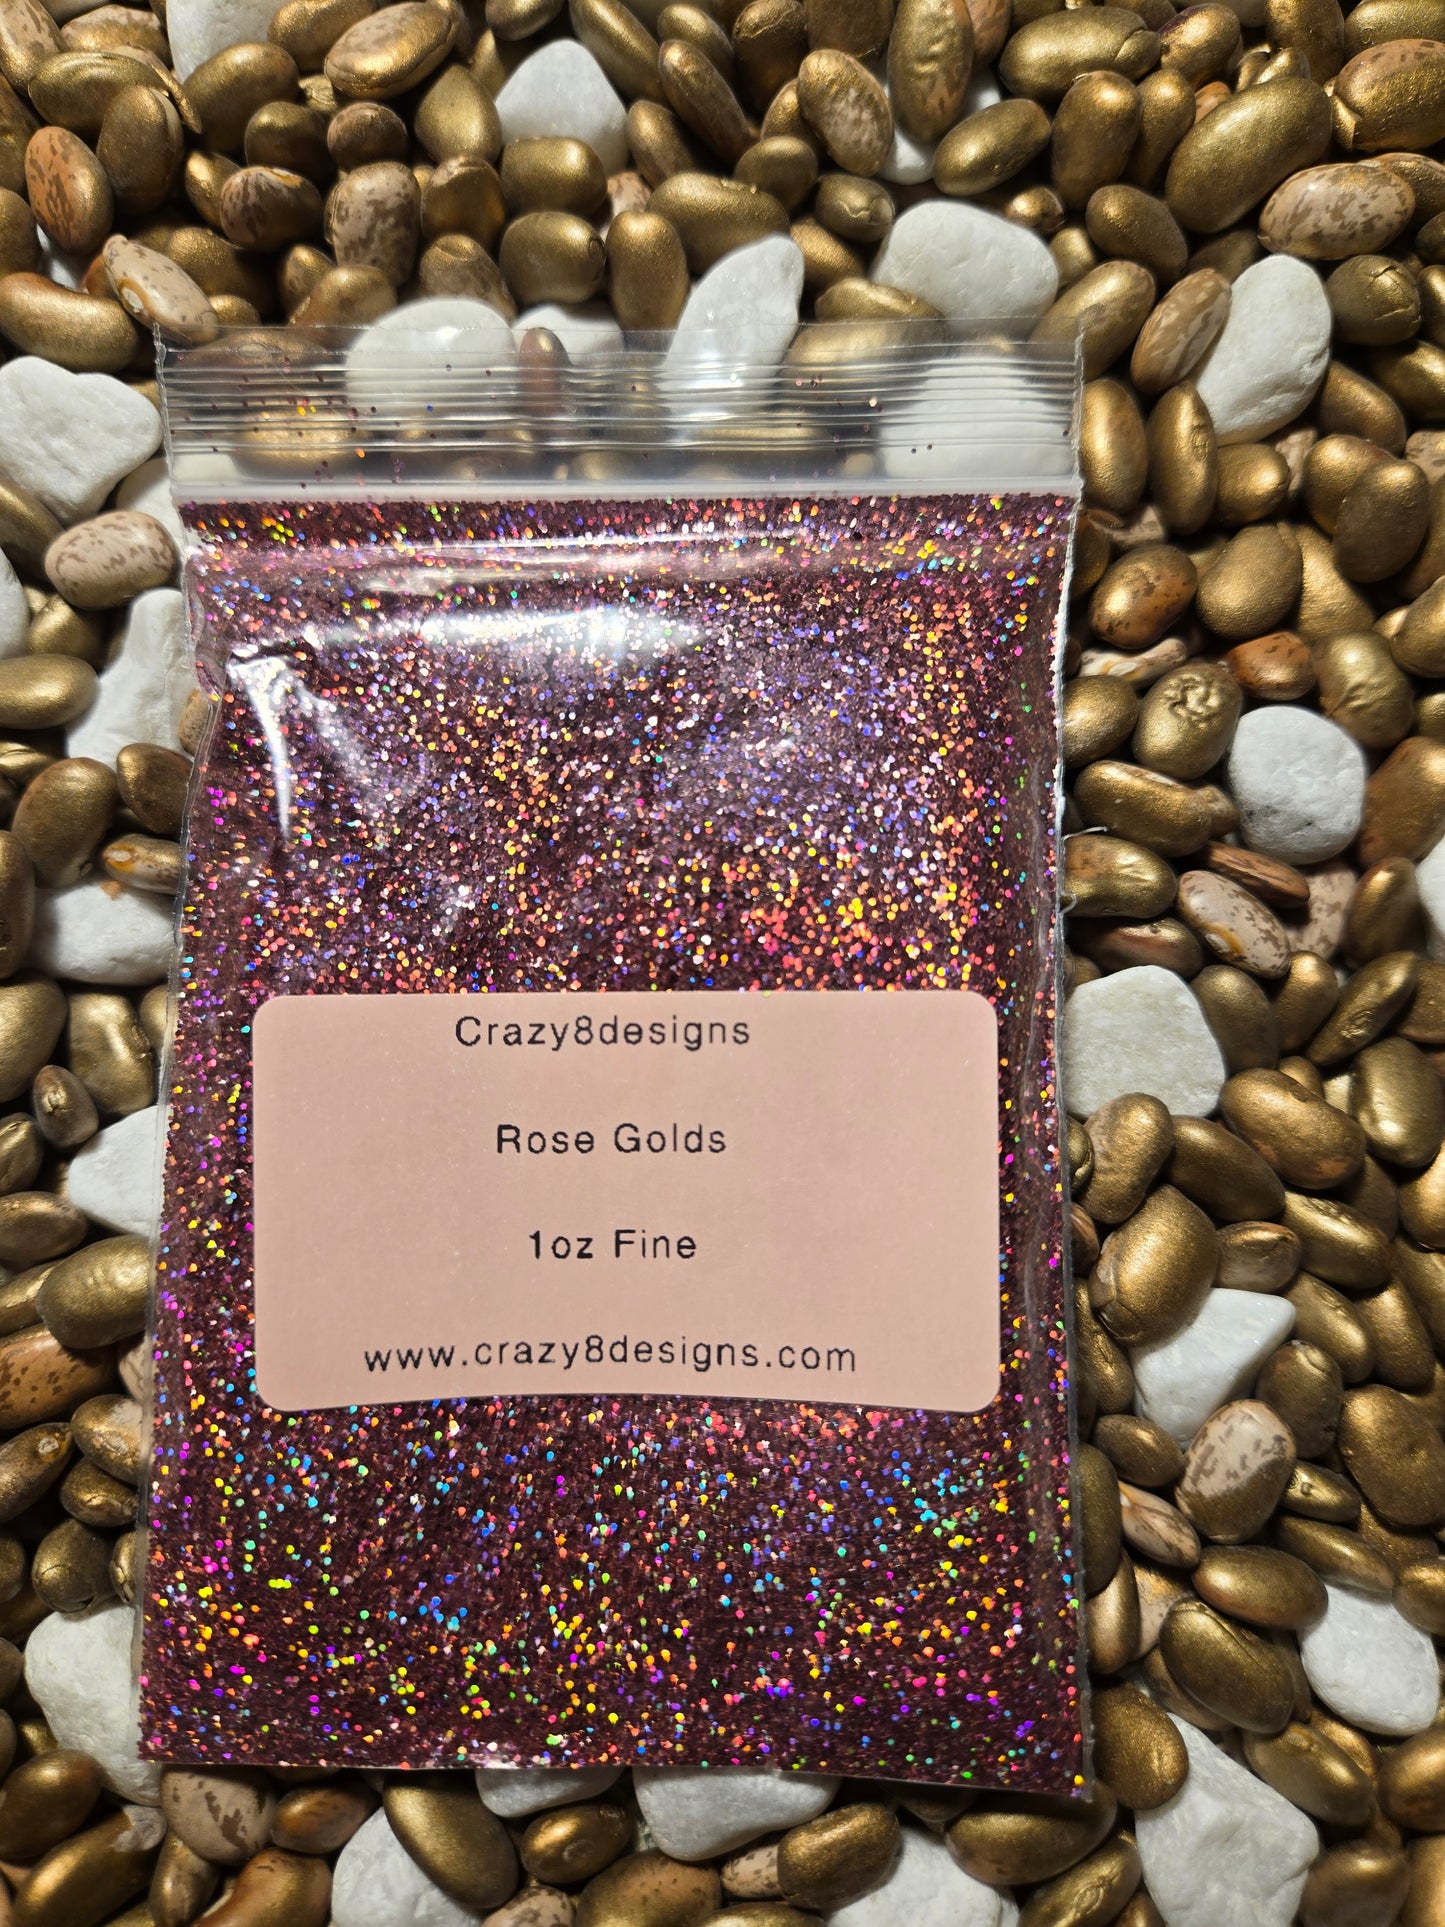 Crazy8designs
Rose Golds
1oz Fine
www.crazy8designs.com